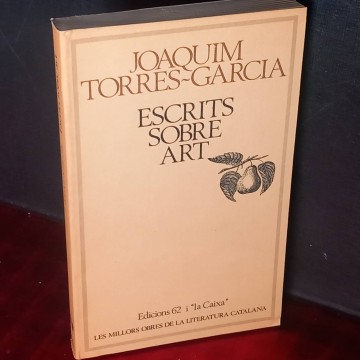 JOAQUIM
TORRES~GARCIA
ESCRITS
SOBRE
ART
Edicions 62 i "la Caixa"
LES MILLORS OBRES DE LA LITERATURA CATALANA